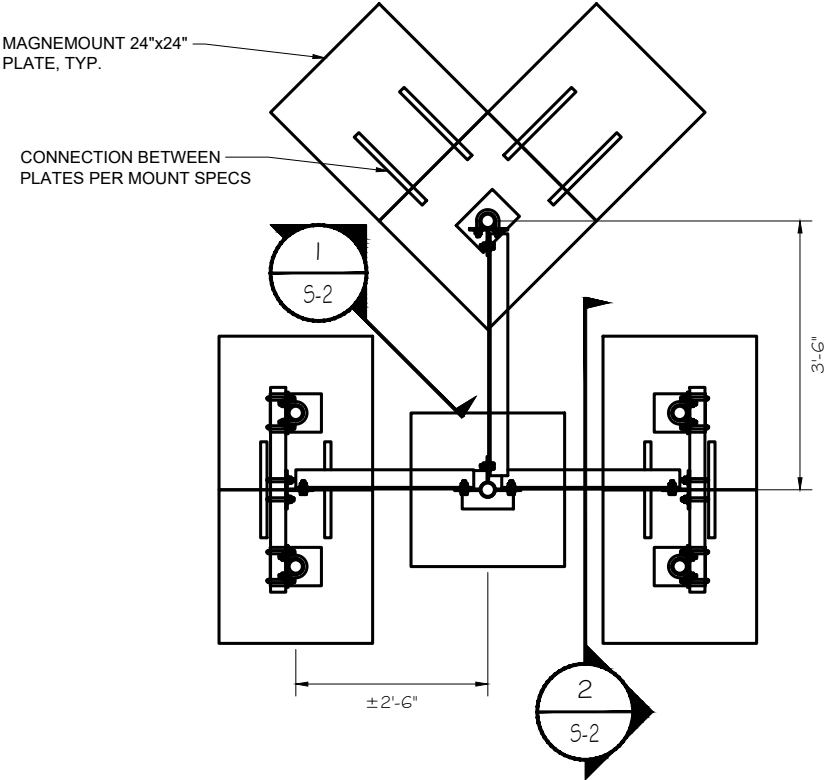 MAGNEMOUNT 24"x24"
PLATE, TYP.
CONNECTION BETWEEN
PLATES PER MOUNT SPECS
1
S-2
3'-6"
±2'-6"
2
S-2